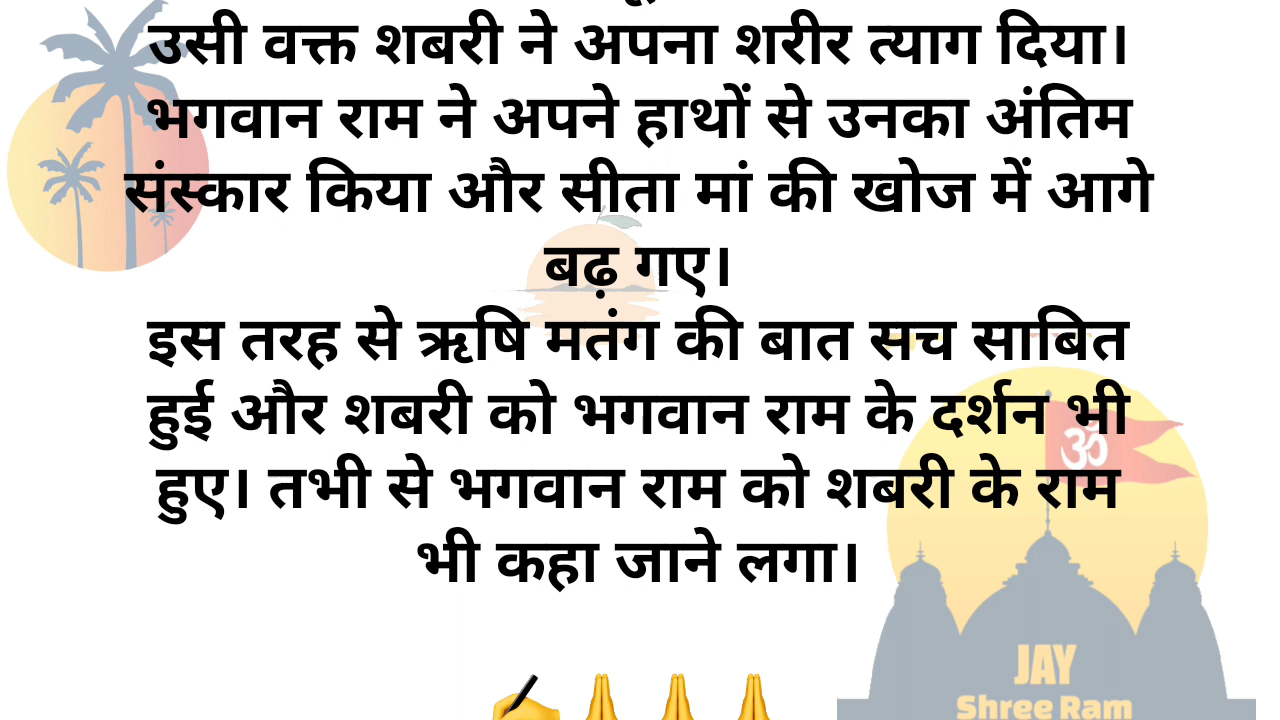 उसी वक्त शबरी ने अपना शरीर त्याग दिया।
भगवान राम ने अपने हाथों से उनका अंतिम
संस्कार किया और सीता मां की खोज में आगे
बढ़ गए।
इस तरह से ऋषि मतंग की बात सच साबित
हुई और शबरी को भगवान राम के दर्शन भी
हुए। तभी से भगवान राम को शबरी के राम
भी कहा जाने लगा।
ॐ
JAY
Shree Ram